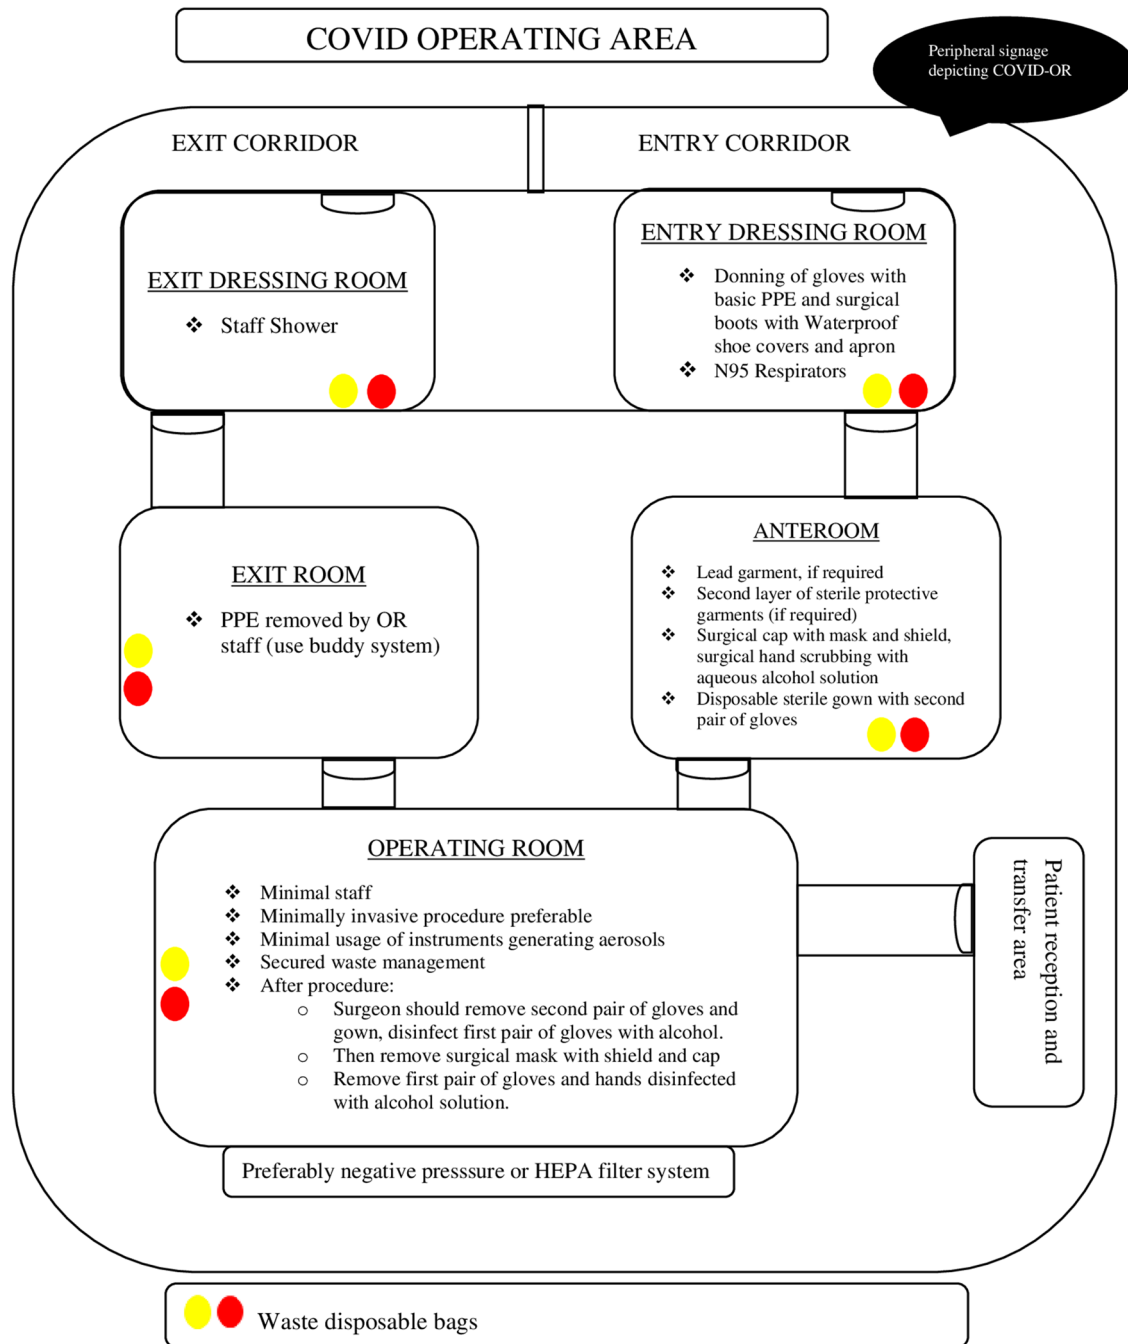 COVID OPERATING AREA
Peripheral signage
depicting COVID-OR
EXIT CORRIDOR
ENTRY CORRIDOR
EXIT DRESSING ROOM
❖ Staff Shower
ENTRY DRESSING ROOM
❖ Donning of gloves with
basic PPE and surgical
boots with Waterproof
shoe covers and apron
❖ N95 Respirators
EXIT ROOM
❖ PPE removed by OR
staff (use buddy system)
ANTEROOM
❖ Lead garment, if required
❖ Second layer of sterile protective
garments (if required)
❖ Surgical cap with mask and shield,
surgical hand scrubbing with
aqueous alcohol solution
❖ Disposable sterile gown with second
pair of gloves
OPERATING ROOM
❖ Minimal staff
❖ Minimally invasive procedure preferable
❖ Minimal usage of instruments generating aerosols
❖ Secured waste management
❖ After procedure:
o Surgeon should remove second pair of gloves and
gown, disinfect first pair of gloves with alcohol.
o Then remove surgical mask with shield and cap
o Remove first pair of gloves and hands disinfected
with alcohol solution.
Patient reception and
transfer area
Preferably negative presssure or HEPA filter system
Waste disposable bags